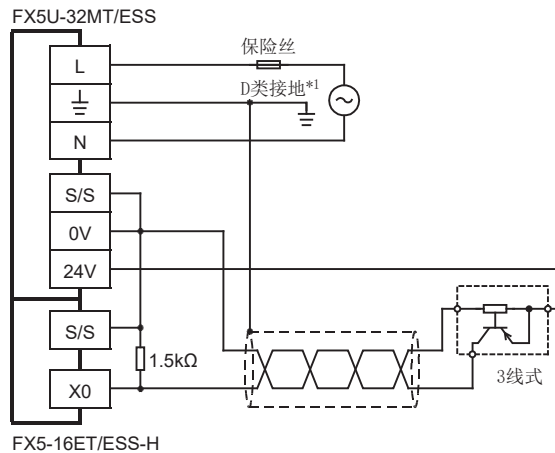 FX5U-32MT/ESS
L
保险丝
D类接地*1
N
S/S
0V
24V
S/S
1.5kΩ
X0
3线式
FX5-16ET/ESS-H